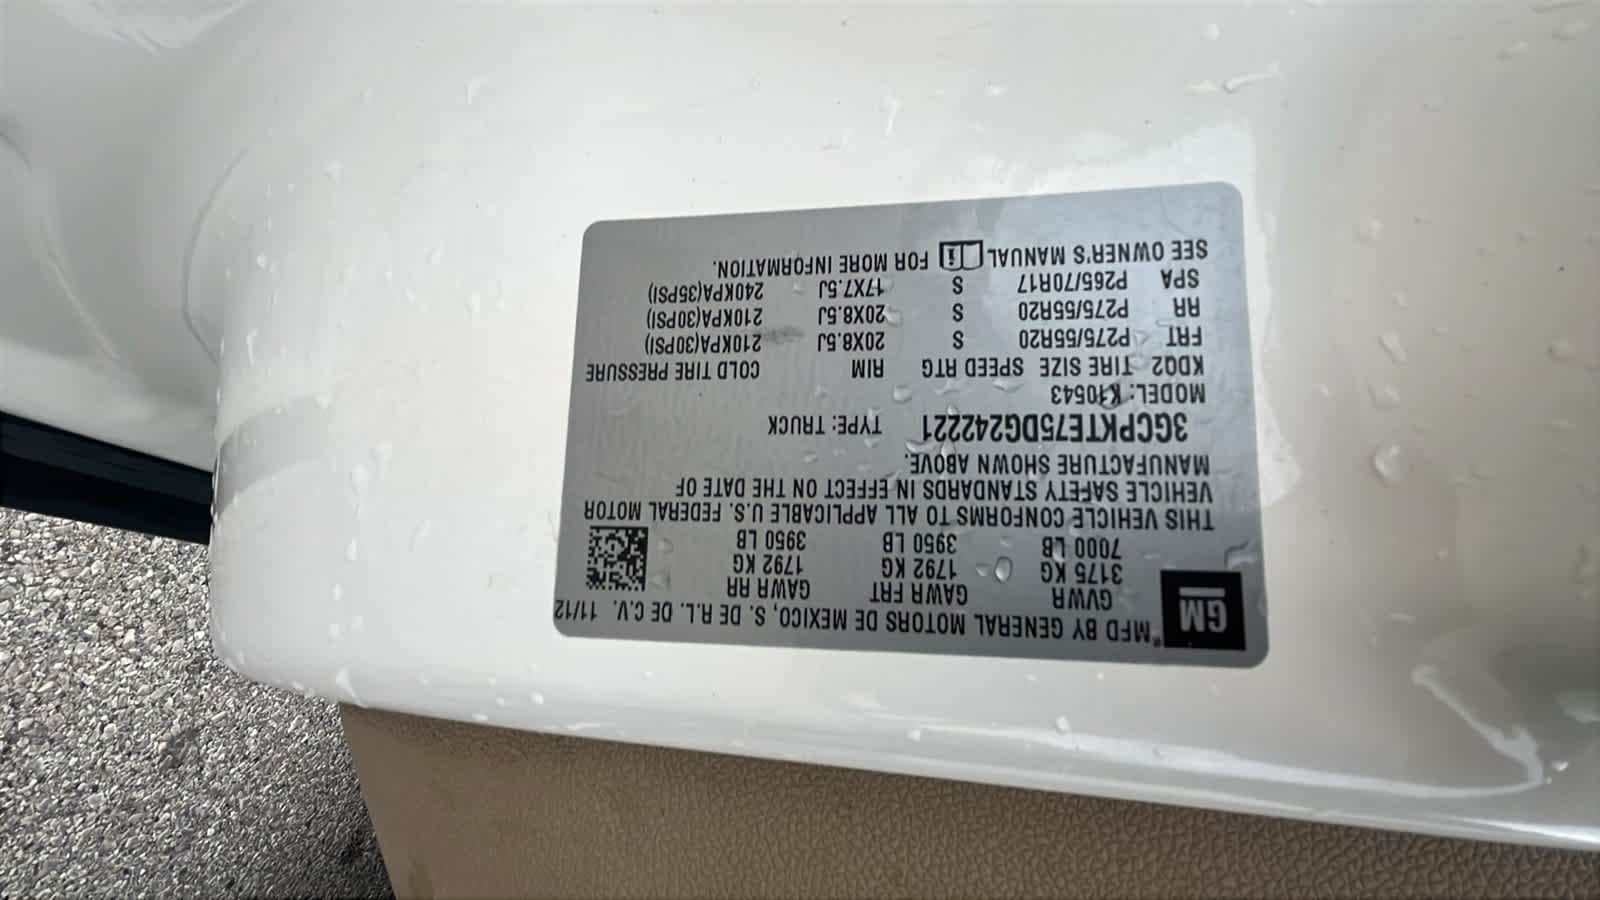 GM
*MFD BY GENERAL MOTORS DE MEXICO, S. DE R.L. DE C.V. 11/12
GVWR GAWR FRT GAWR RR
3175 KG 1792 KG 1792 KG
7000 LB 3950 LB 3950 LB
THIS VEHICLE CONFORMS TO ALL APPLICABLE U.S. FEDERAL MOTOR
VEHICLE SAFETY STANDARDS IN EFFECT ON THE DATE OF
MANUFACTURE SHOWN ABOVE.
3GCPKTE75DG242221 TYPE: TRUCK
MODEL: K10543
KDQ2 TIRE SIZE SPEED RTG RIM COLD TIRE PRESSURE
FRT P275/55R20 S 20X8.5J 210KPA(30PSI)
RR P275/55R20 S 20X8.5J 210KPA(30PSI)
SPA P265/70R17 S 17X7.5J 240KPA(35PSI)
SEE OWNER'S MANUAL i FOR MORE INFORMATION.